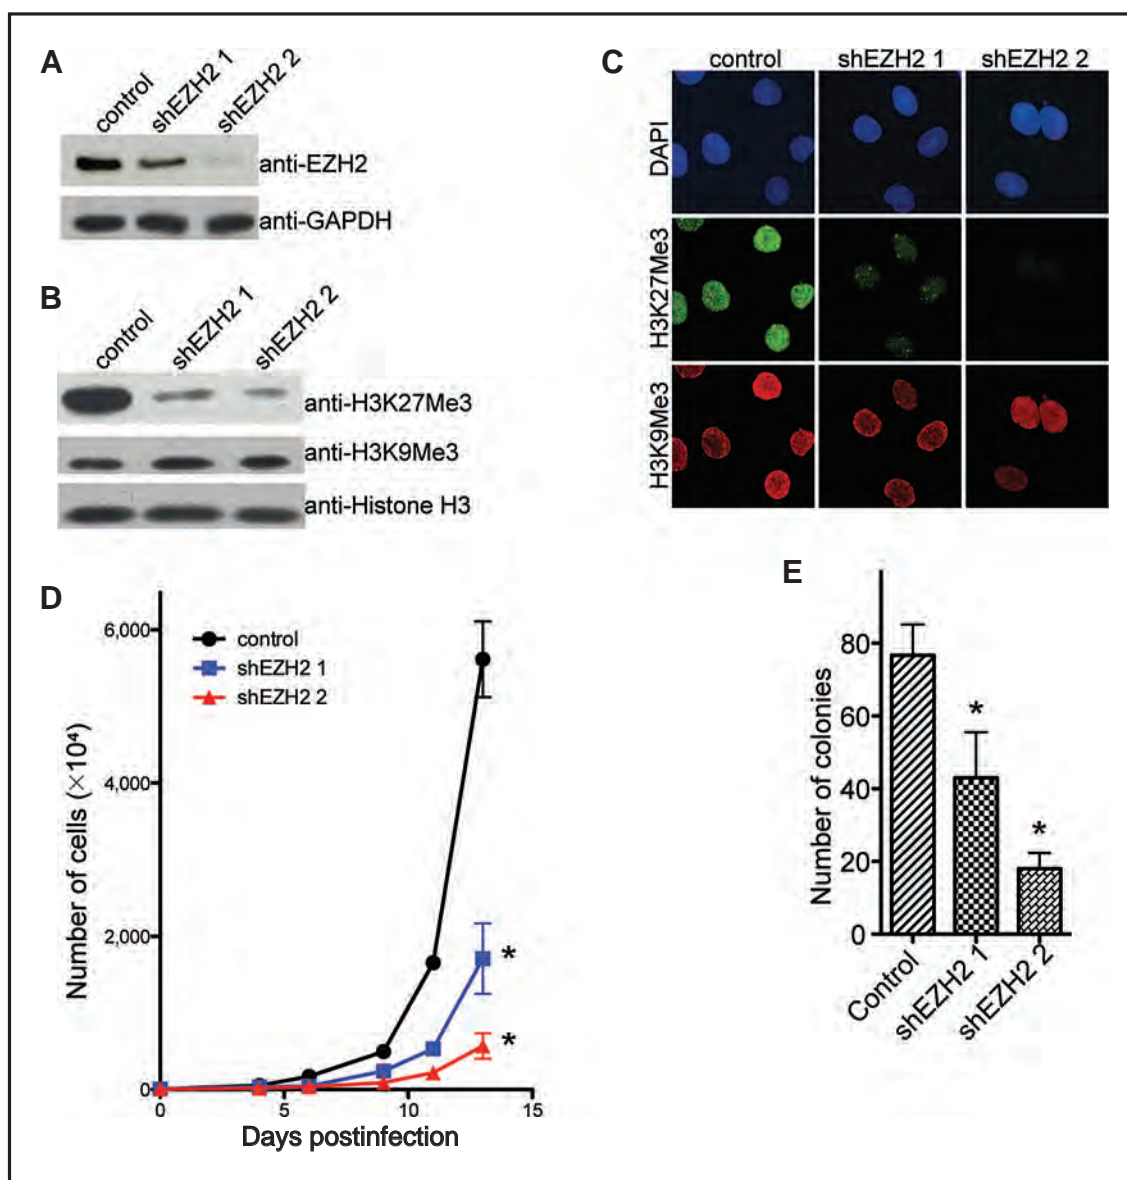 A
control
shEZH2 1
shEZH2 2
anti-EZH2
anti-GAPDH
B
control
shEZH2 1
shEZH2 2
anti-H3K27Me3
anti-H3K9Me3
anti-Histone H3
C
control
shEZH2 1
shEZH2 2
DAPI
H3K27Me3
H3K9Me3
D
Number of cells (×10⁴)
6,000
4,000
2,000
0
control
shEZH2 1
shEZH2 2
*
*
0
5
10
15
Days postinfection
E
Number of colonies
80
60
40
20
0
*
*
Control
shEZH2 1
shEZH2 2